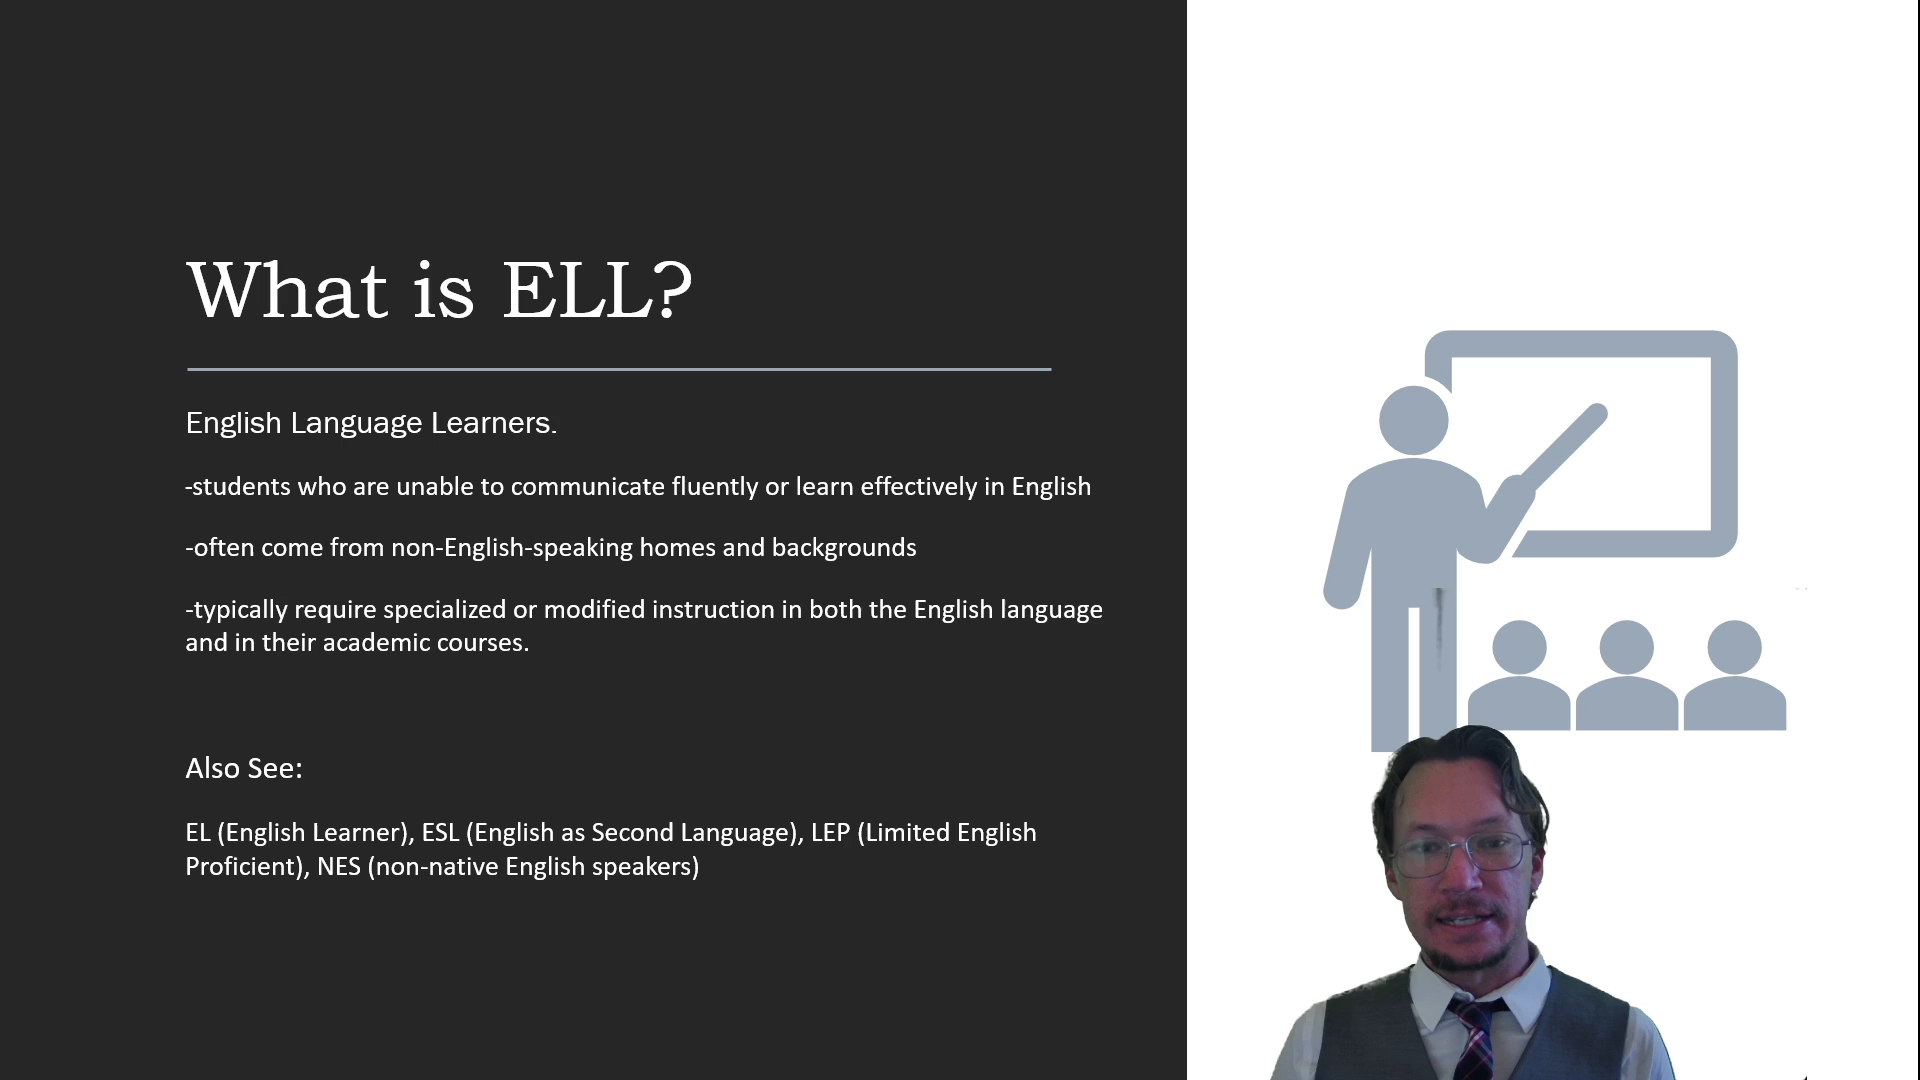 What is ELL?
English Language Learners.
-students who are unable to communicate fluently or learn effectively in English
-often come from non-English-speaking homes and backgrounds
-typically require specialized or modified instruction in both the English language
and in their academic courses.
Also See:
EL (English Learner), ESL (English as Second Language), LEP (Limited English
Proficient), NES (non-native English speakers)